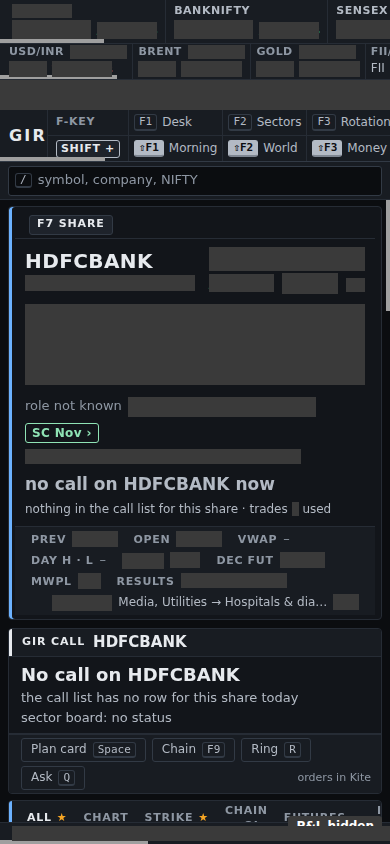 BANKNIFTY SENSEX
USD/INR BRENT GOLD FII/
FII
GIR F-KEY F1 Desk F2 Sectors F3 Rotation
SHIFT + ⇧F1 Morning ⇧F2 World ⇧F3 Money
/ symbol, company, NIFTY
F7 SHARE
HDFCBANK
role not known
SC Nov ›
no call on HDFCBANK now
nothing in the call list for this share · trades used
PREV OPEN VWAP –
DAY H · L – DEC FUT
MWPL RESULTS
Media, Utilities → Hospitals & dia…
GIR CALL HDFCBANK
No call on HDFCBANK
the call list has no row for this share today
sector board: no status
Plan card Space Chain F9 Ring R
Ask Q orders in Kite
ALL ★ CHART STRIKE ★ CHAIN FUTURES
P&L hidden